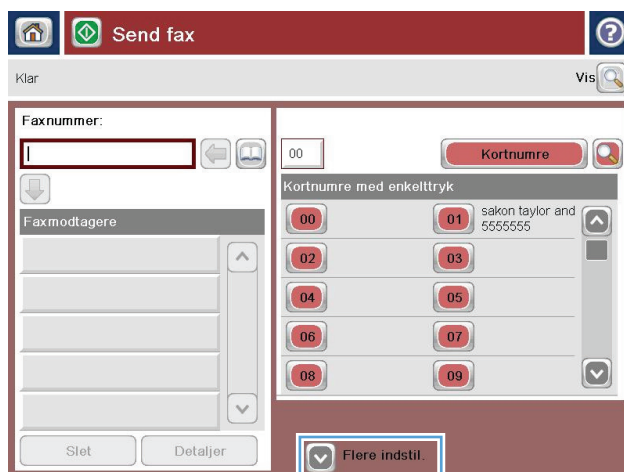 Send fax
Klar
Vis
Faxnummer:
00
Kortnumre
Kortnumre med enkelttryk
Faxmodtagere
00
01 sakon taylor and
5555555
02
03
04
05
06
07
08
09
Slet
Detaljer
Flere indstil.